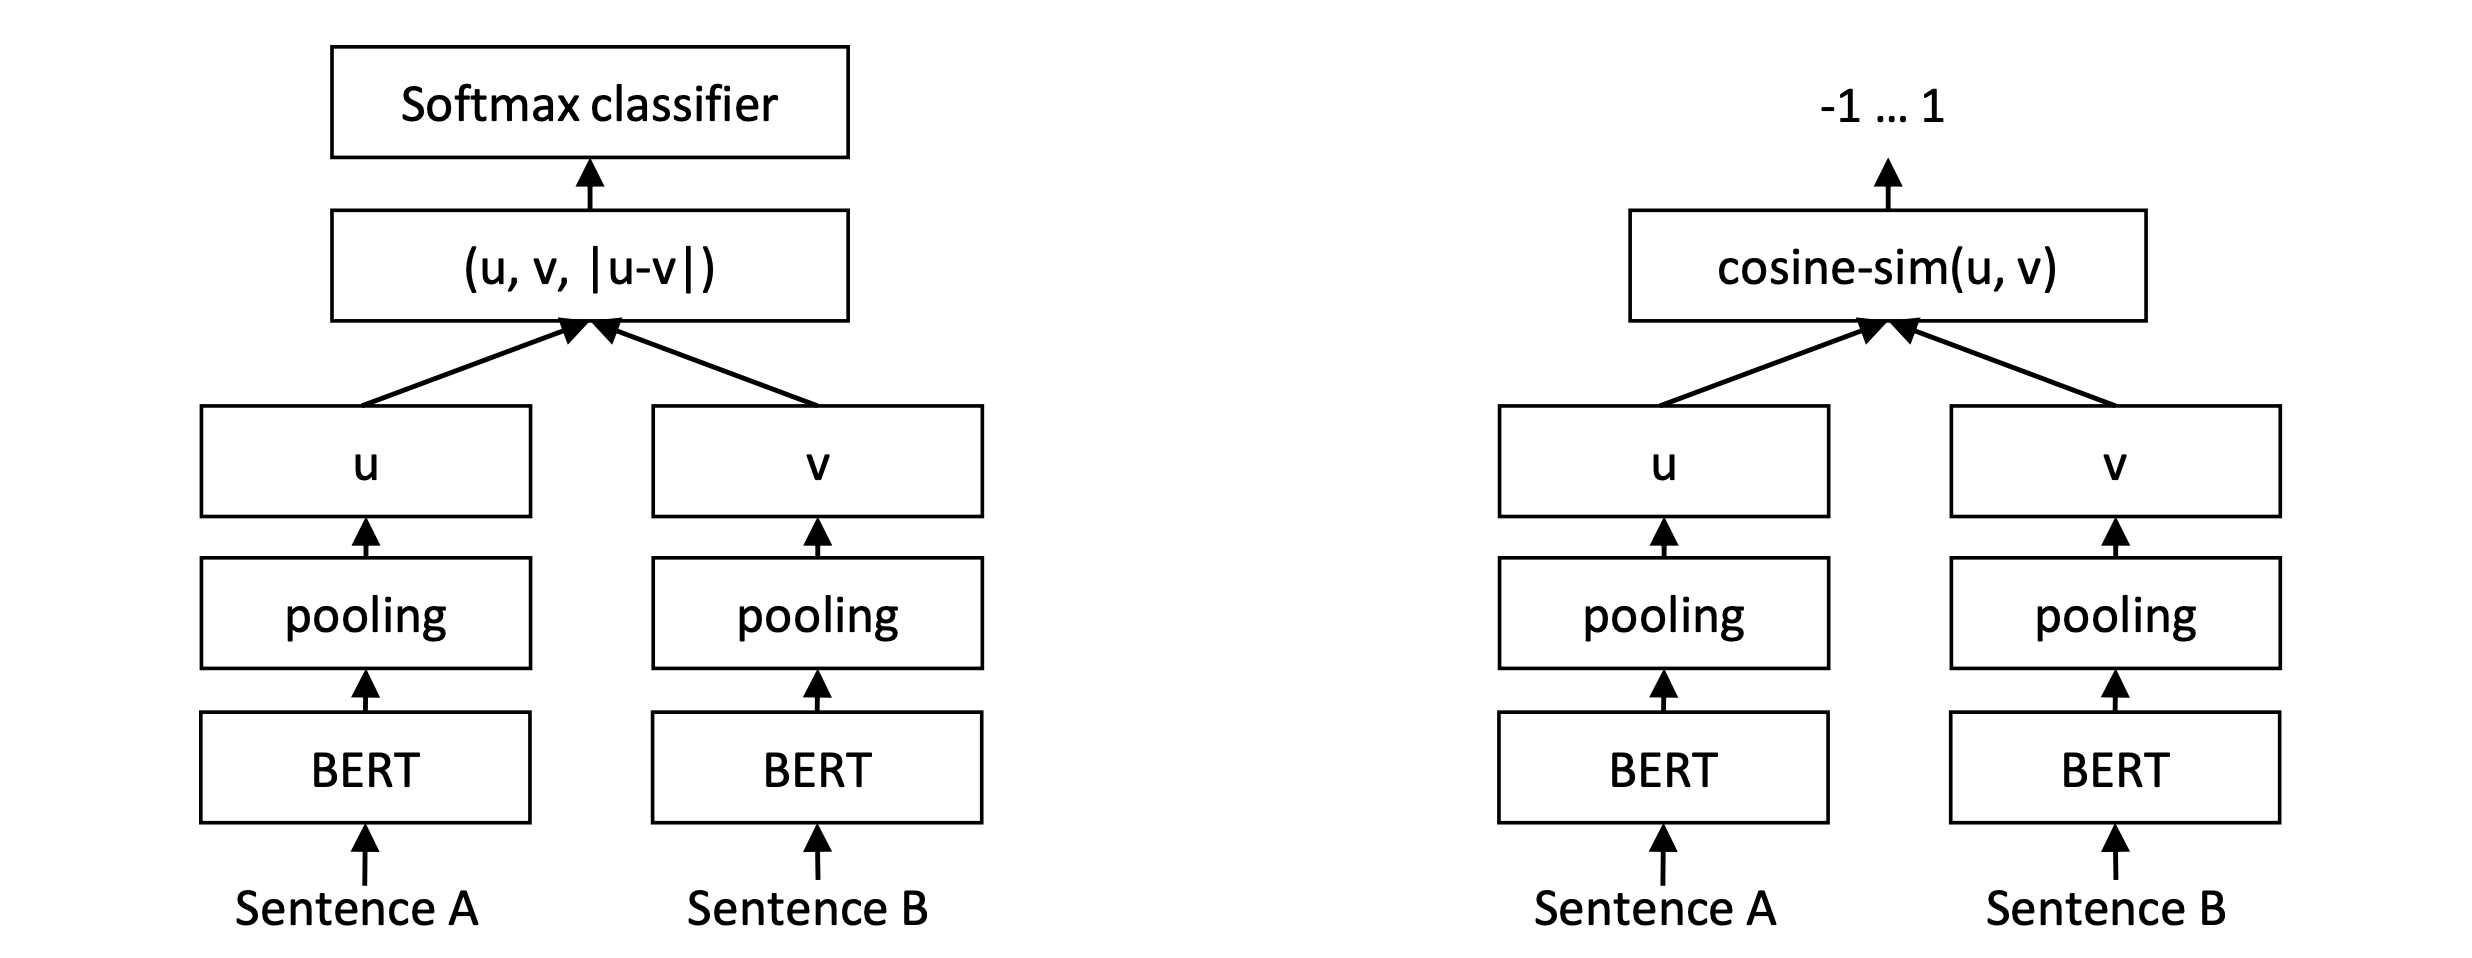 Softmax classifier
(u, v, |u-v|)
u
v
pooling
pooling
BERT
BERT
Sentence A
Sentence B
-1 ... 1
cosine-sim(u, v)
u
v
pooling
pooling
BERT
BERT
Sentence A
Sentence B